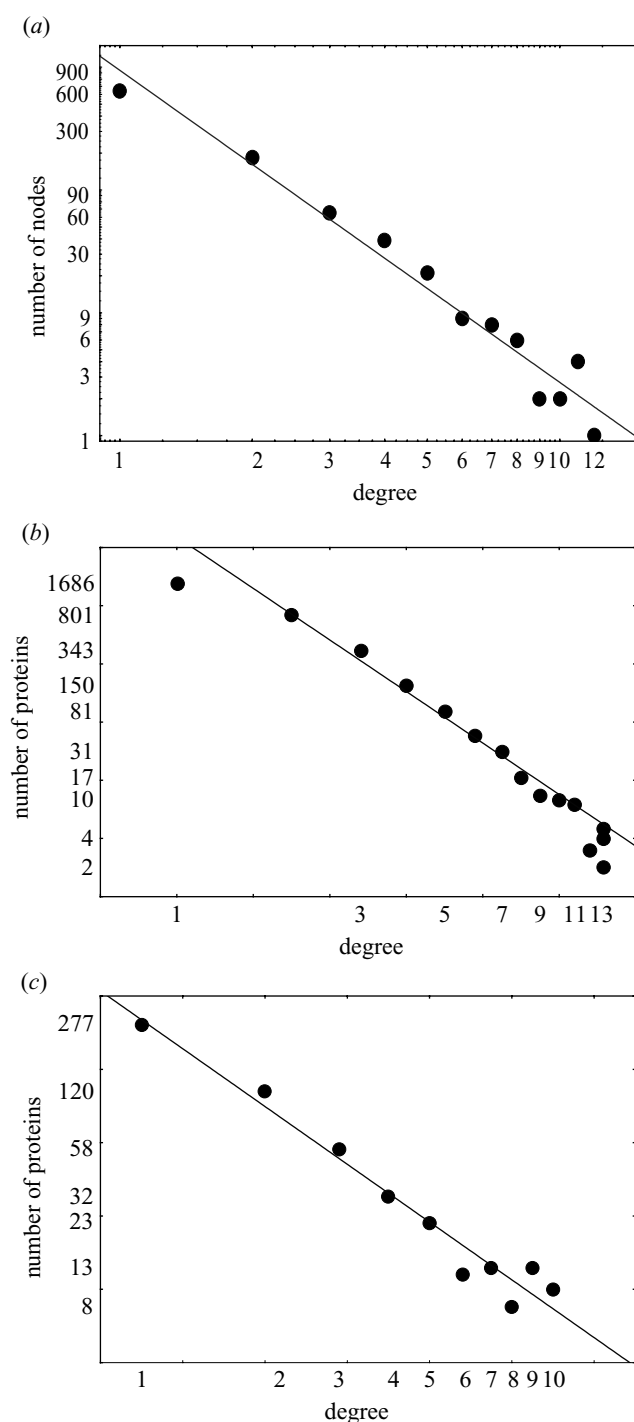 (a)
900
600
300
90
60
30
9
6
3
1
number of nodes
1 2 3 4 5 6 7 8 9 10 12
degree
(b)
1686
801
343
150
81
31
17
10
4
2
number of proteins
1 3 5 7 9 11 13
degree
(c)
277
120
58
32
23
13
8
number of proteins
1 2 3 4 5 6 7 8 9 10
degree